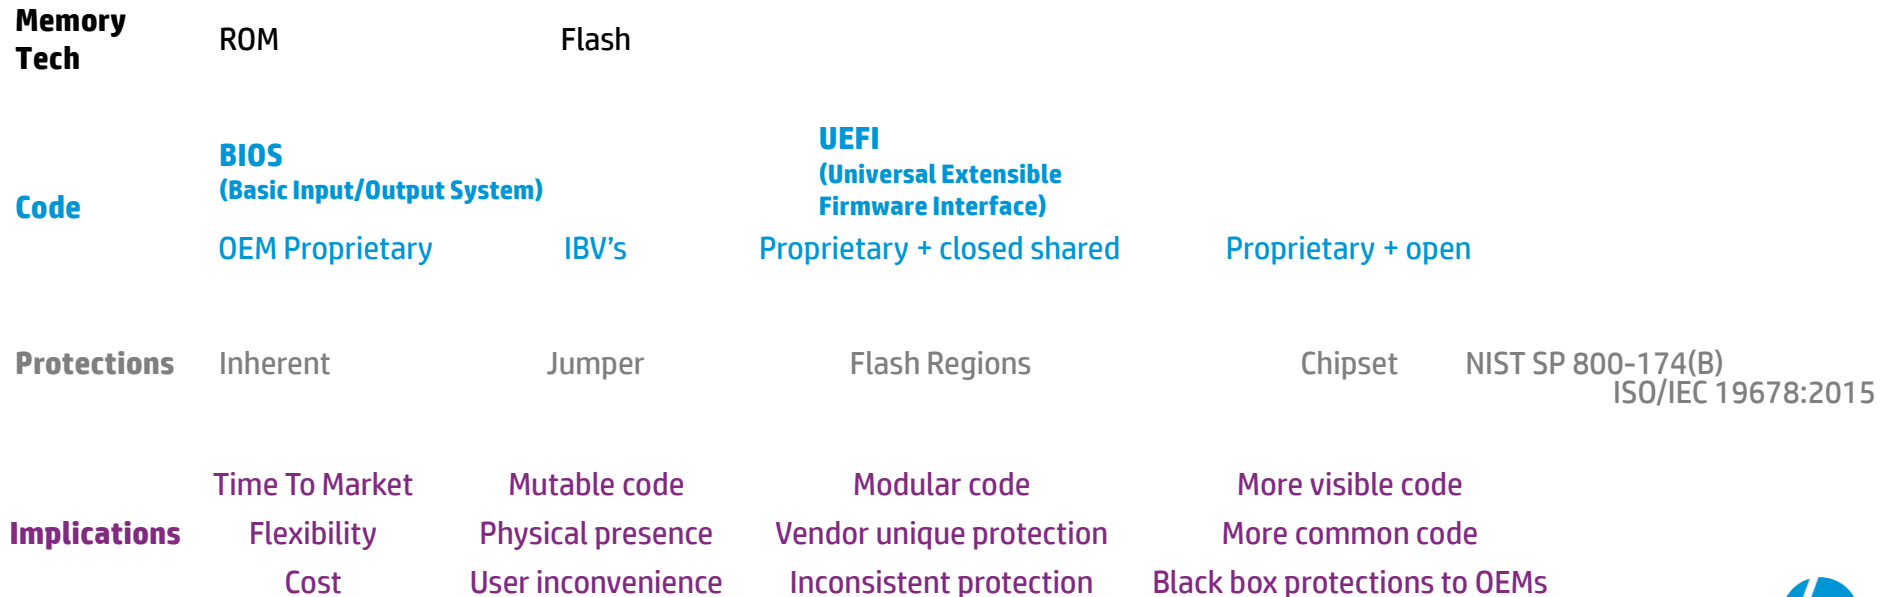 Memory
Tech
ROM
Flash
Code
BIOS
(Basic Input/Output System)
UEFI
(Universal Extensible
Firmware Interface)
OEM Proprietary
IBV's
Proprietary + closed shared
Proprietary + open
Protections
Inherent
Jumper
Flash Regions
Chipset
NIST SP 800-174(B)
ISO/IEC 19678:2015
Implications
Time To Market
Mutable code
Modular code
More visible code
Flexibility
Physical presence
Vendor unique protection
More common code
Cost
User inconvenience
Inconsistent protection
Black box protections to OEMs